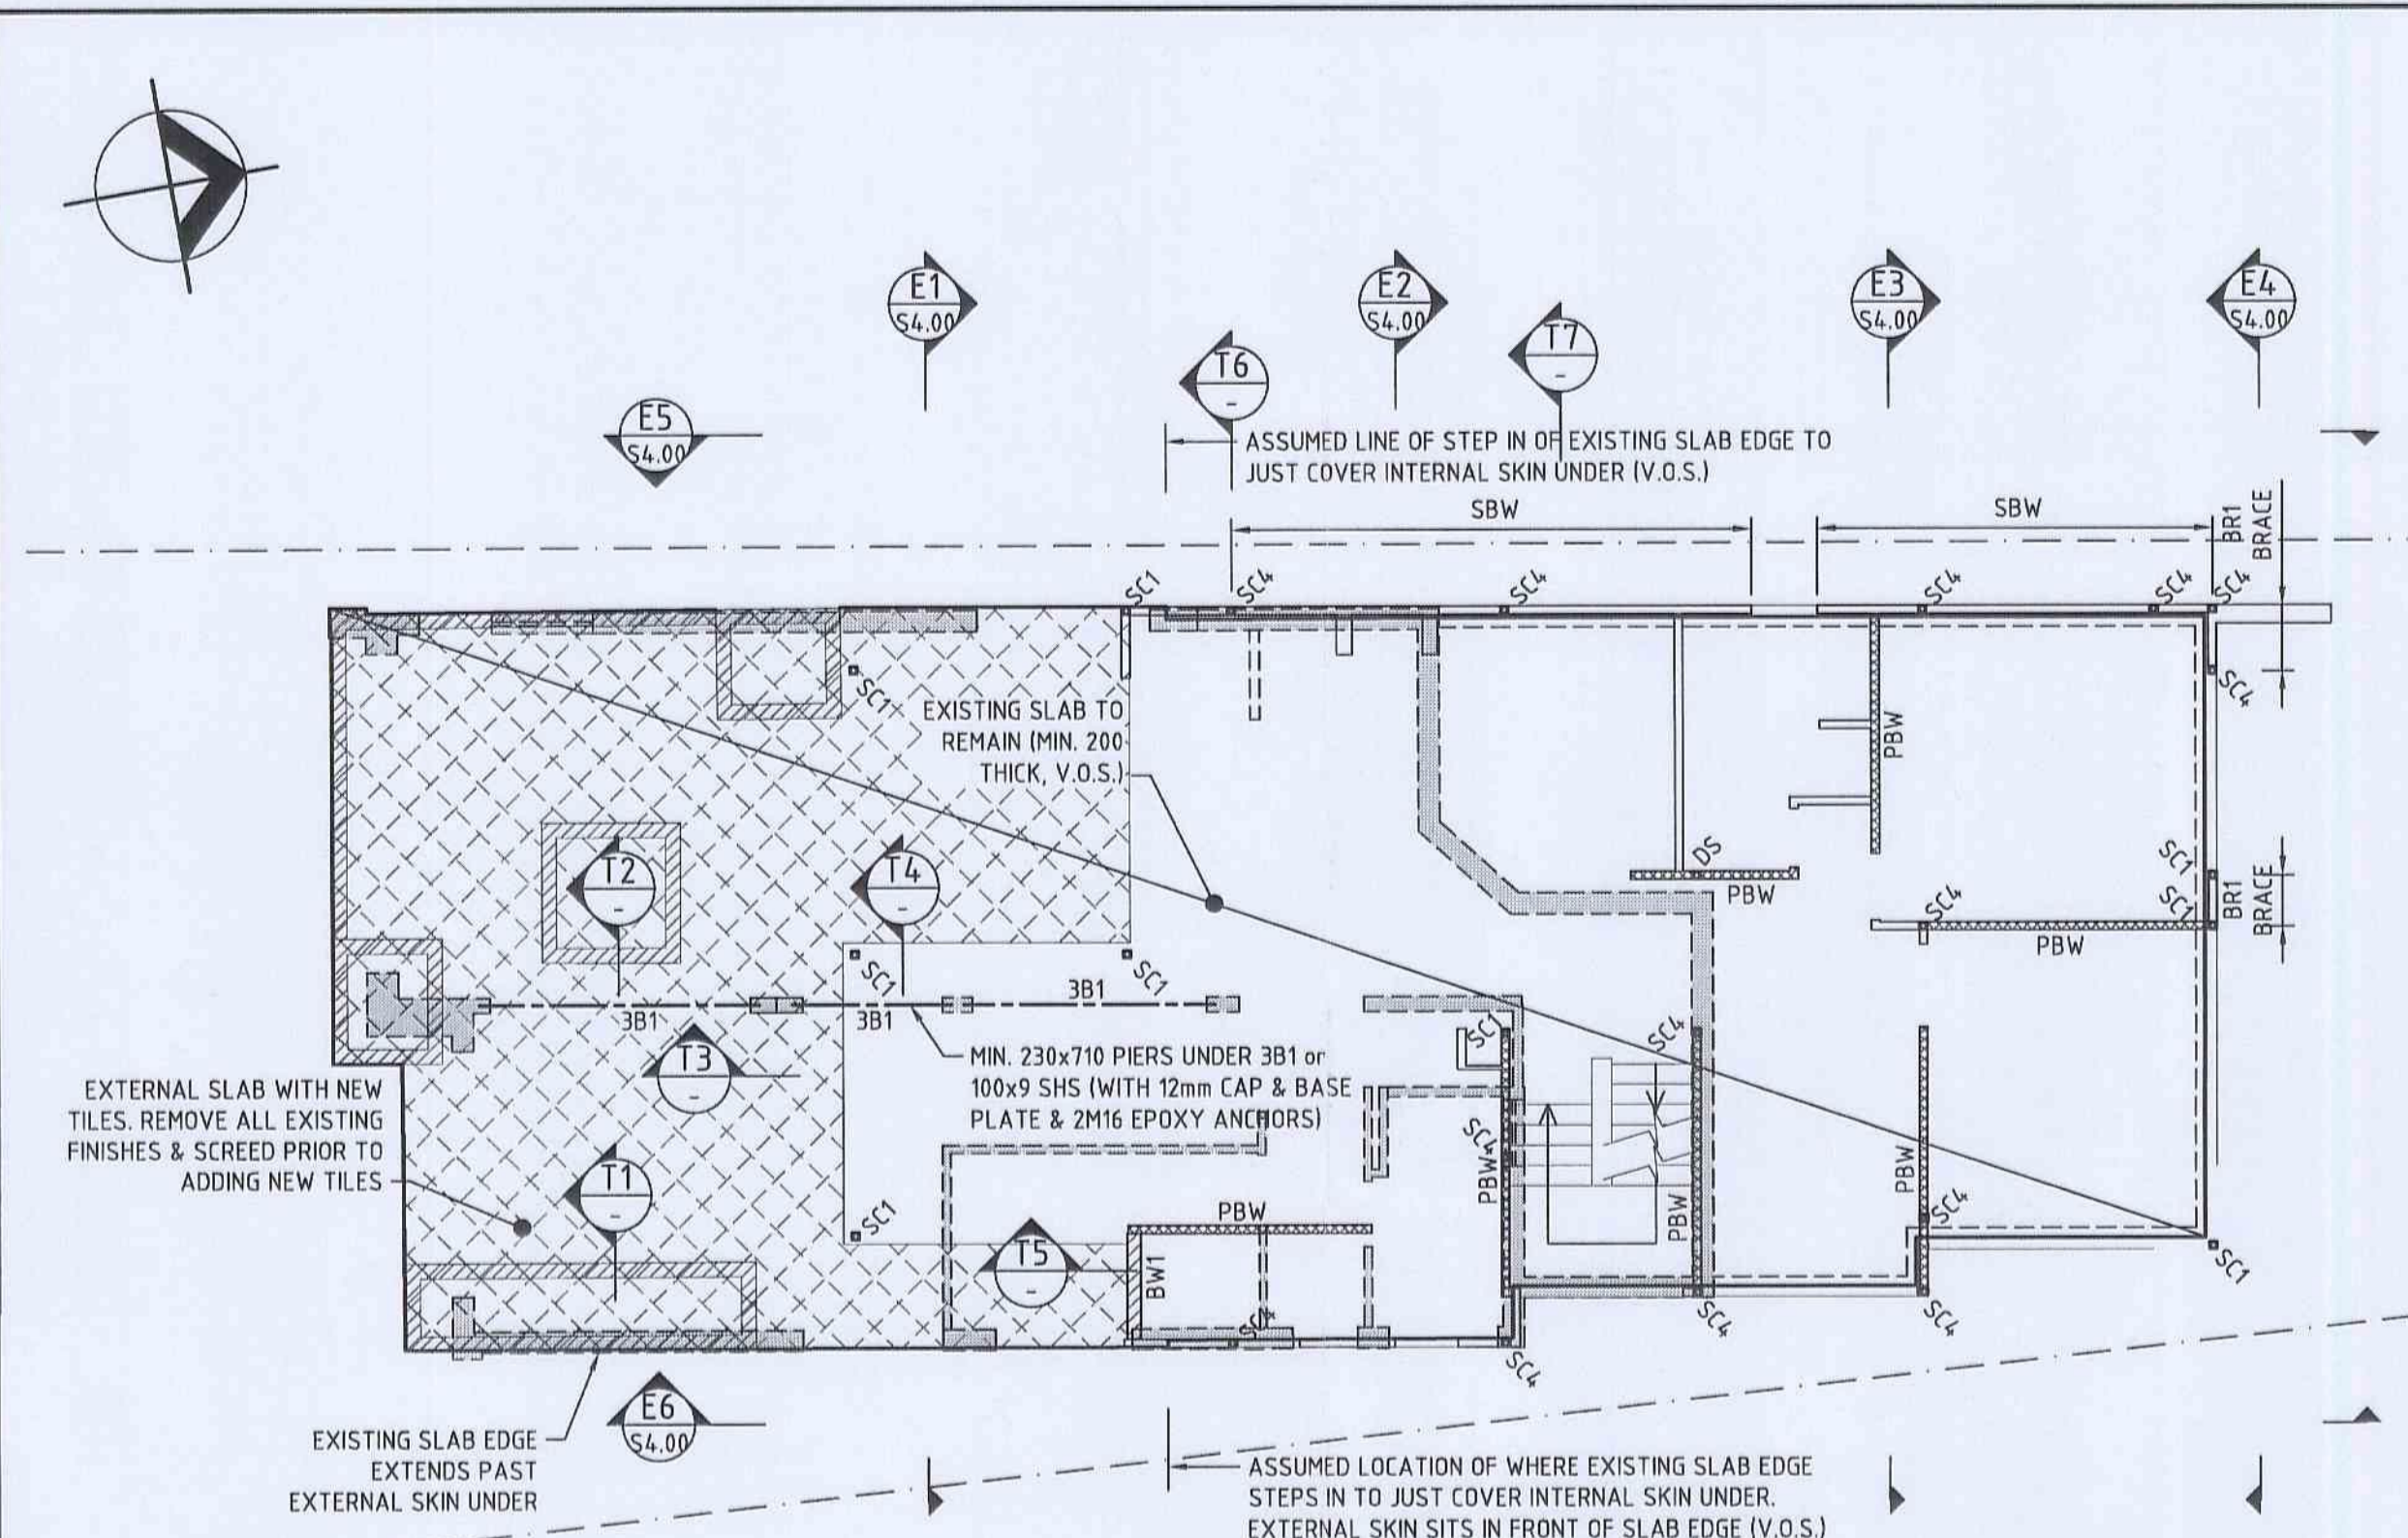 E1
S4.00
E2
S4.00
E3
S4.00
E4
S4.00
T7
-
T6
-
E5
S4.00
ASSUMED LINE OF STEP IN OF EXISTING SLAB EDGE TO
JUST COVER INTERNAL SKIN UNDER (V.O.S.)
SBW
SBW
BR1
BRACE
SC1
SC4
SC4
SC4
SC4
SC4
SC1
SC4
EXISTING SLAB TO
REMAIN (MIN. 200
THICK, V.O.S.)
PBW
T2
-
T4
-
DS
PBW
SC1
SC4
SC1
BR1
BRACE
PBW
SC1
SC1
3B1
3B1
3B1
T3
-
SC1
SC4
MIN. 230x710 PIERS UNDER 3B1 or
100x9 SHS (WITH 12mm CAP & BASE
PLATE & 2M16 EPOXY ANCHORS)
EXTERNAL SLAB WITH NEW
TILES. REMOVE ALL EXISTING
FINISHES & SCREED PRIOR TO
ADDING NEW TILES
T1
-
SC4
PBW
PBW
PBW
SC1
PBW
SC4
SC1
T5
-
BW1
SC4
SC4
SC4
SC4
E6
S4.00
EXISTING SLAB EDGE
EXTENDS PAST
EXTERNAL SKIN UNDER
ASSUMED LOCATION OF WHERE EXISTING SLAB EDGE
STEPS IN TO JUST COVER INTERNAL SKIN UNDER.
EXTERNAL SKIN SITS IN FRONT OF SLAB EDGE (V.O.S.)